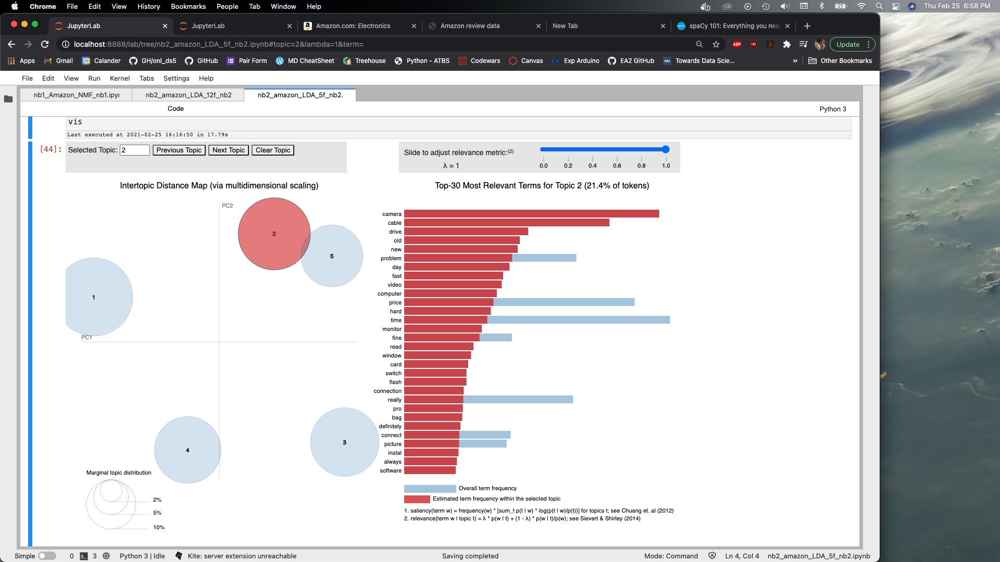 Chrome File Edit View History Bookmarks People Tab Window Help Thu Feb 25 6:58 PM
JupyterLab JupyterLab Amazon.com: Electronics Amazon review data New Tab spaCy 101: Everything you nee
localhost:8888/lab/tree/nb2_amazon_LDA_5f_nb2.ipynb#topic=2&lambda=1&term= ABP UD h Update
Apps Gmail Calander GH/onl_ds5 GitHub Pair Form MD CheatSheet Treehouse Python - ATBS Codewars Canvas EA Exp Arduino EA2 GitHub tds Towards Data Scie... » Other Bookmarks
File Edit View Run Kernel Tabs Settings Help
nb1_Amazon_NMF_nb1.ipyı nb2_amazon_LDA_12f_nb2 nb2_amazon_LDA_5f_nb2.
Code Python 3
vis
Last executed at 2021-02-25 16:16:50 in 17.79s
[44]: Selected Topic: 2 Previous Topic Next Topic Clear Topic
Slide to adjust relevance metric:(2)
λ = 1
0.0 0.2 0.4 0.6 0.8 1.0
Intertopic Distance Map (via multidimensional scaling)
PC2
2
5
1
PC1
4
3
Marginal topic distribution
2%
5%
10%
Top-30 Most Relevant Terms for Topic 2 (21.4% of tokens)
camera
cable
drive
old
new
problem
day
fast
video
computer
price
hard
time
monitor
fine
read
window
card
switch
flash
connection
really
pro
bag
definitely
connect
picture
instal
always
software
Overall term frequency
Estimated term frequency within the selected topic
1. saliency(term w) = frequency(w) * [sum_t p(t | w) * log(p(t | w)/p(t))] for topics t; see Chuang et. al (2012)
2. relevance(term w | topic t) = λ * p(w | t) + (1 - λ) * p(w | t)/p(w); see Sievert & Shirley (2014)
Simple 0 3 Python 3 | Idle Kite: server extension unreachable Saving completed Mode: Command Ln 4, Col 4 nb2_amazon_LDA_5f_nb2.ipynb